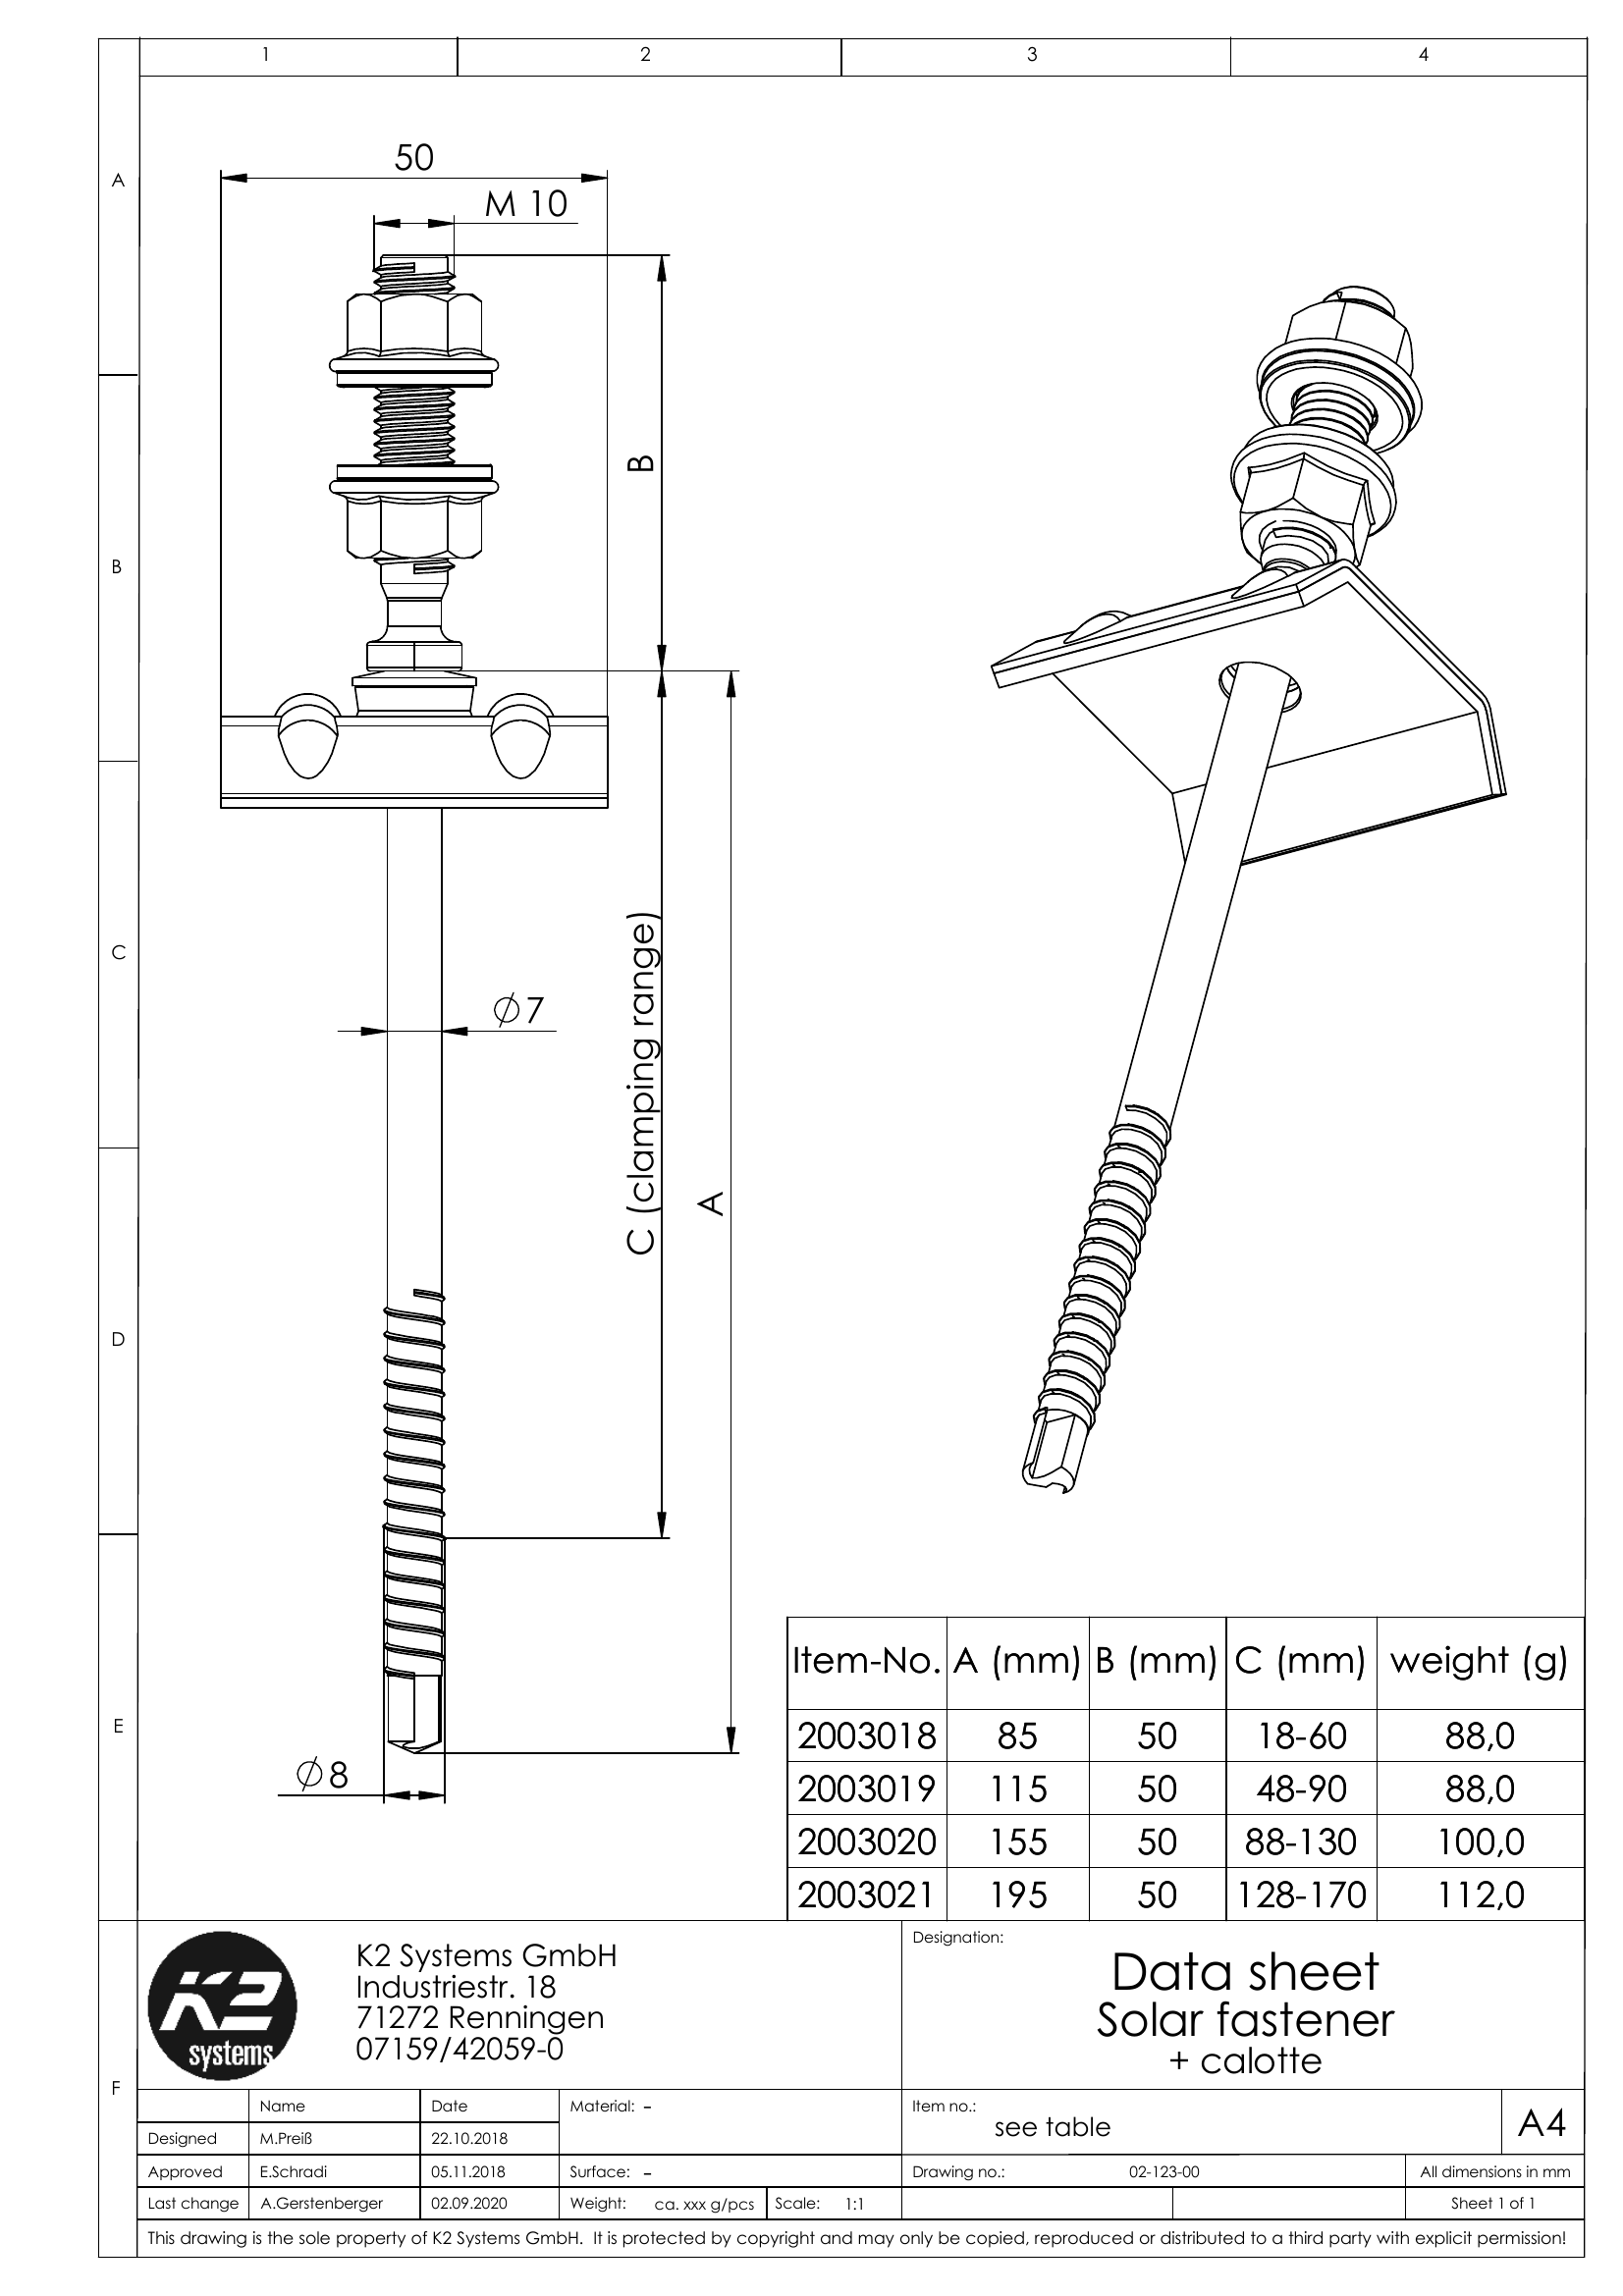 1 2 3 4
A
B
C
D
E
F
50
M 10
B
C (clamping range)
A
Ø7
Ø8
Item-No. A (mm) B (mm) C (mm) weight (g)
2003018 85 50 18-60 88,0
2003019 115 50 48-90 88,0
2003020 155 50 88-130 100,0
2003021 195 50 128-170 112,0
K2 systems
K2 Systems GmbH
Industriestr. 18
71272 Renningen
07159/42059-0
Designation:
Data sheet
Solar fastener
+ calotte
Name Date Material: -
Designed M.Preiß 22.10.2018
Approved E.Schradi 05.11.2018 Surface: -
Last change A.Gerstenberger 02.09.2020 Weight: ca. xxx g/pcs Scale: 1:1
Item no.:
see table
A4
Drawing no.: 02-123-00 All dimensions in mm
Sheet 1 of 1
This drawing is the sole property of K2 Systems GmbH. It is protected by copyright and may only be copied, reproduced or distributed to a third party with explicit permission!